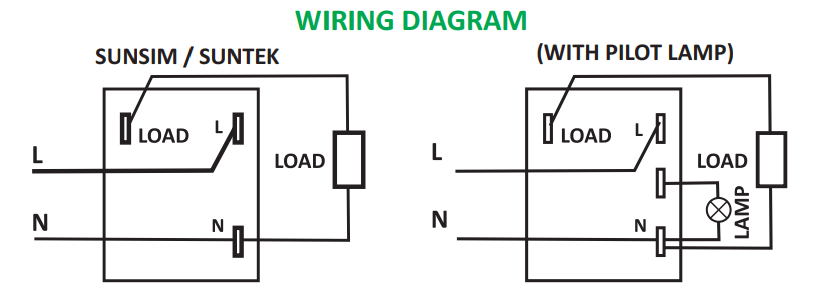 WIRING DIAGRAM
SUNSIM / SUNTEK
LOAD
L
L
LOAD
N
N
(WITH PILOT LAMP)
LOAD
L
L
LOAD
LAMP
N
N